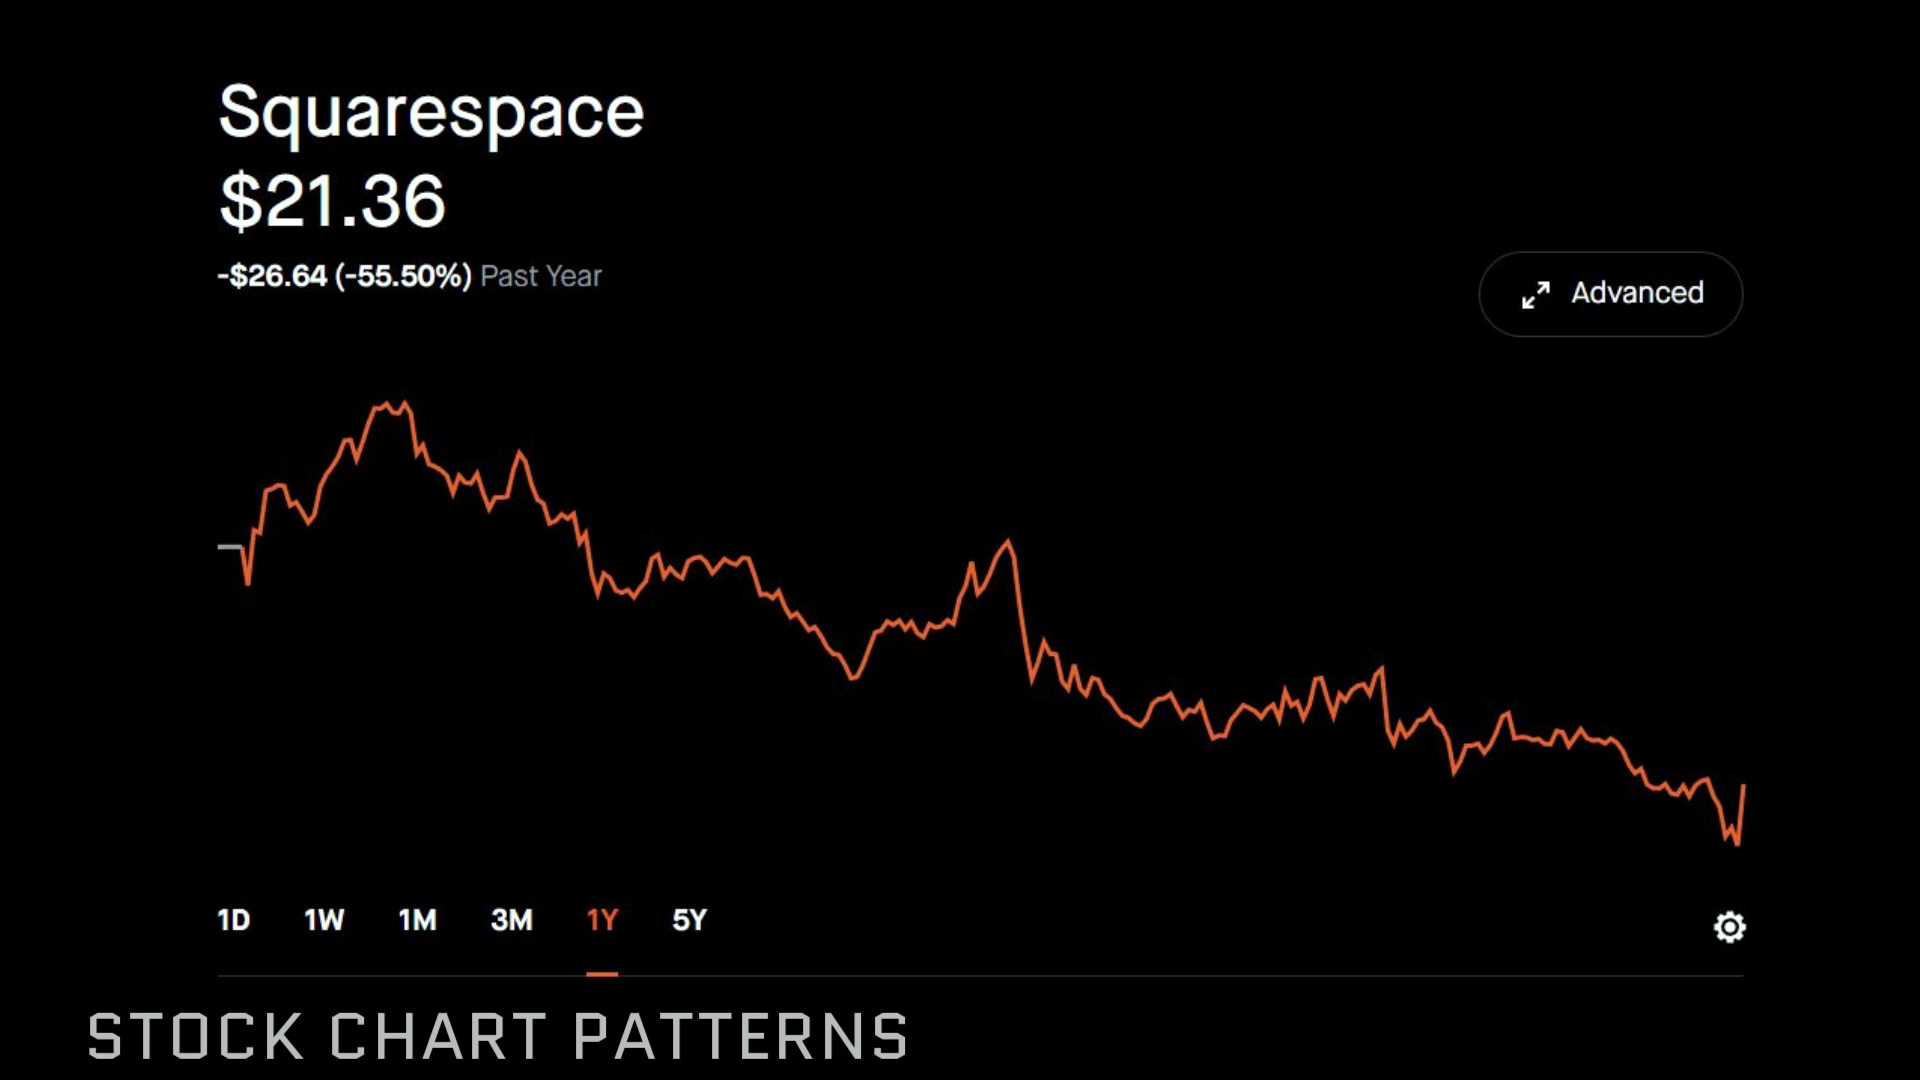 Squarespace
$21.36
-$26.64 (-55.50%) Past Year
Advanced
1D 1W 1M 3M 1Y 5Y
STOCK CHART PATTERNS